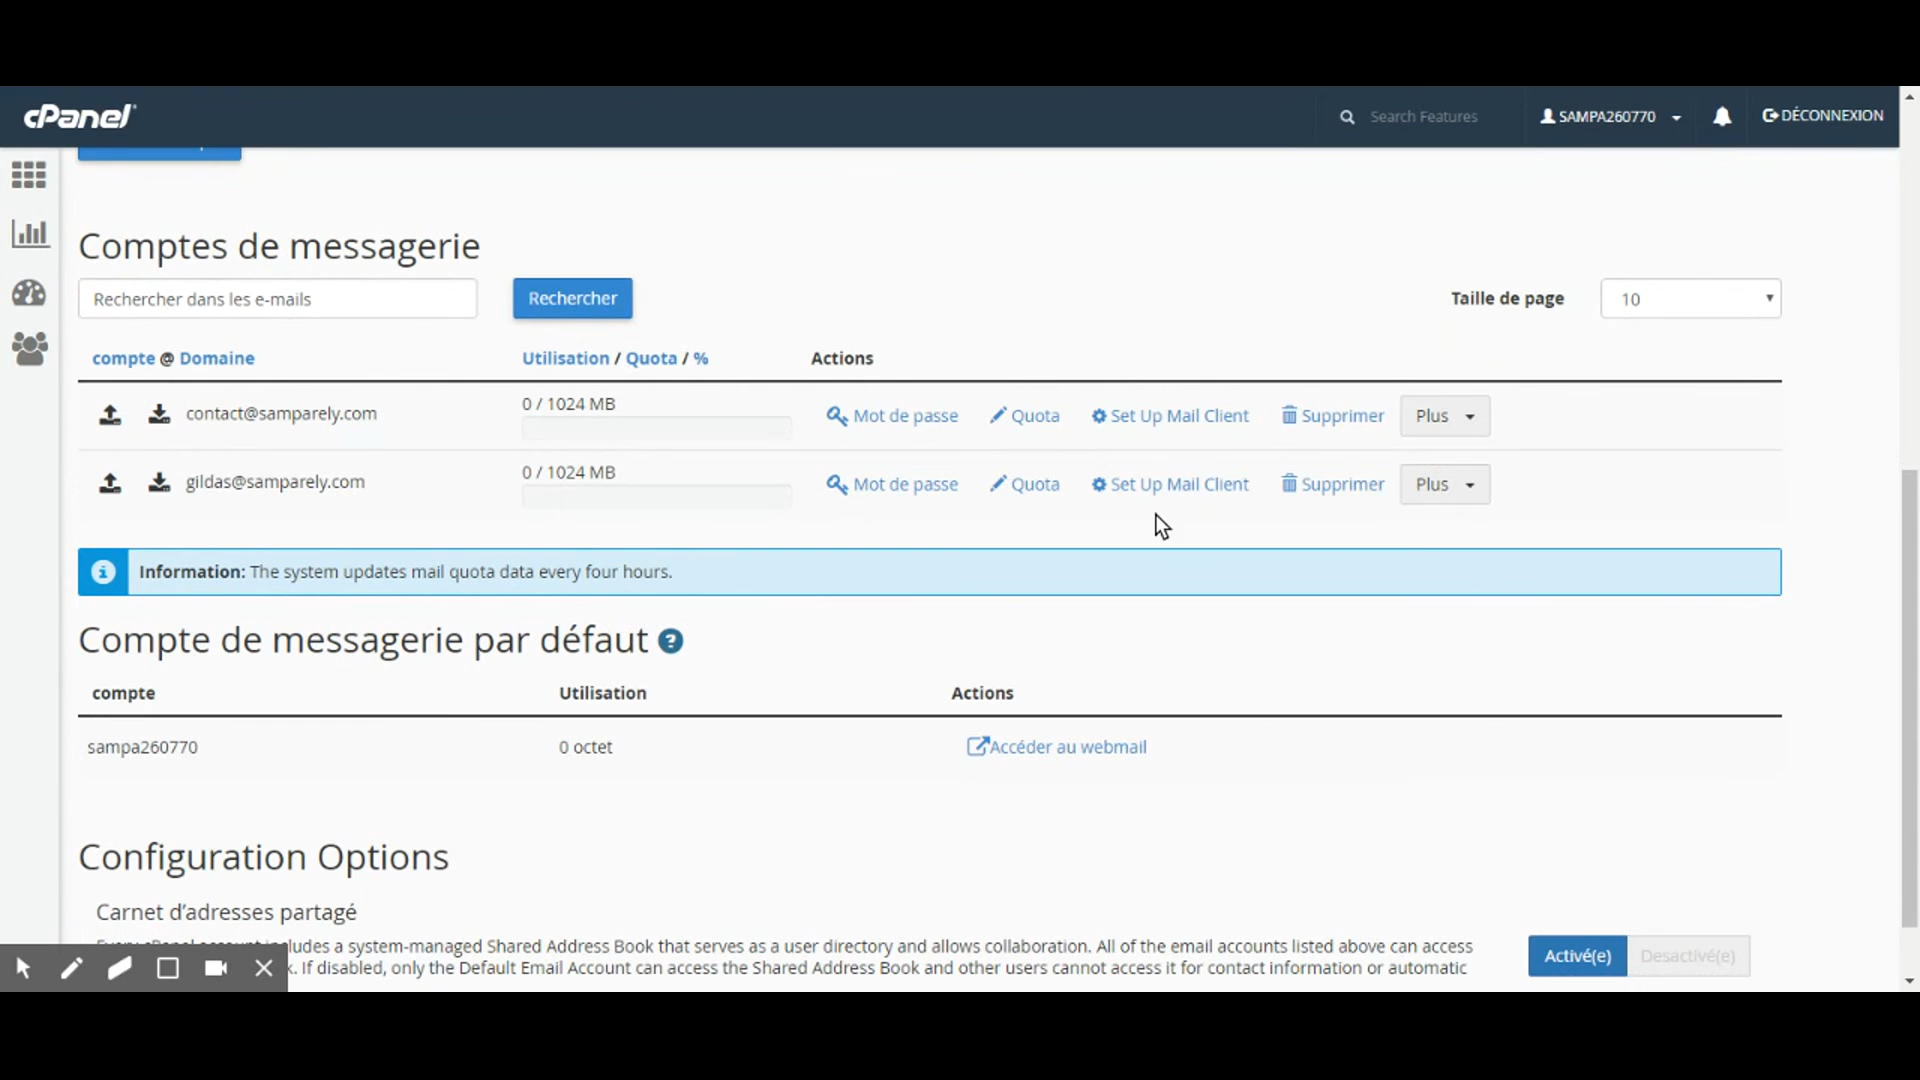 cPanel
Search Features
SAMPA260770
DÉCONNEXION
Comptes de messagerie
Rechercher dans les e-mails
Rechercher
Taille de page
10
compte @ Domaine
Utilisation / Quota / %
Actions
contact@samparely.com
0 / 1024 MB
Mot de passe
Quota
Set Up Mail Client
Supprimer
Plus
gildas@samparely.com
0 / 1024 MB
Mot de passe
Quota
Set Up Mail Client
Supprimer
Plus
Information: The system updates mail quota data every four hours.
Compte de messagerie par défaut ?
compte
Utilisation
Actions
sampa260770
0 octet
Accéder au webmail
Configuration Options
Carnet d’adresses partagé
includes a system-managed Shared Address Book that serves as a user directory and allows collaboration. All of the email accounts listed above can access
k. If disabled, only the Default Email Account can access the Shared Address Book and other users cannot access it for contact information or automatic
Activé(e)
Desactivé(e)